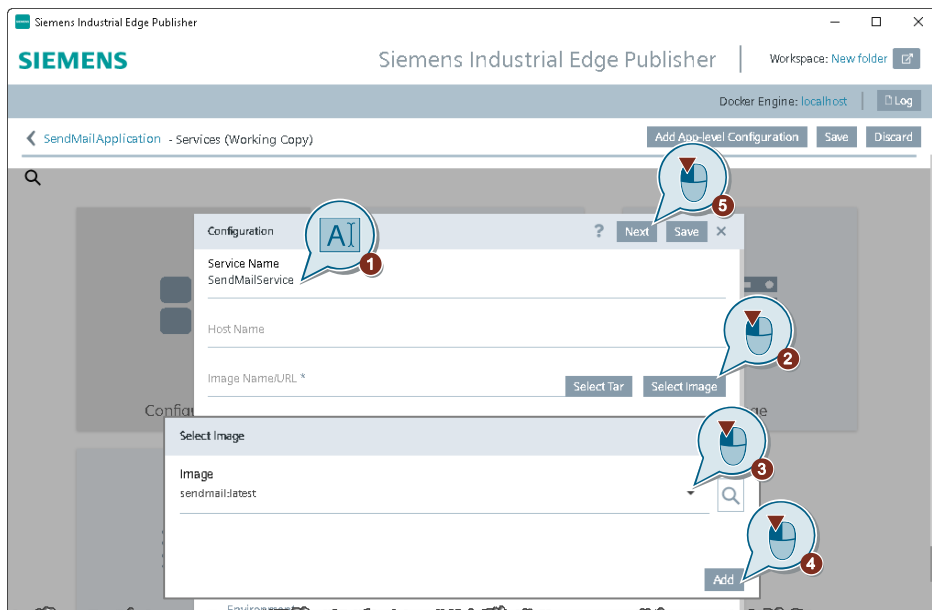 Siemens Industrial Edge Publisher
SIEMENS
Siemens Industrial Edge Publisher
Workspace: New folder
Docker Engine: localhost
Log
SendMailApplication - Services (Working Copy)
Add App-level Configuration
Save
Discard
5
Configuration
A
?
Next
Save
1
Service Name
SendMailService
Host Name
2
Image Name/URL *
Select Tar
Select Image
Select Image
3
Image
sendmail:latest
4
Add